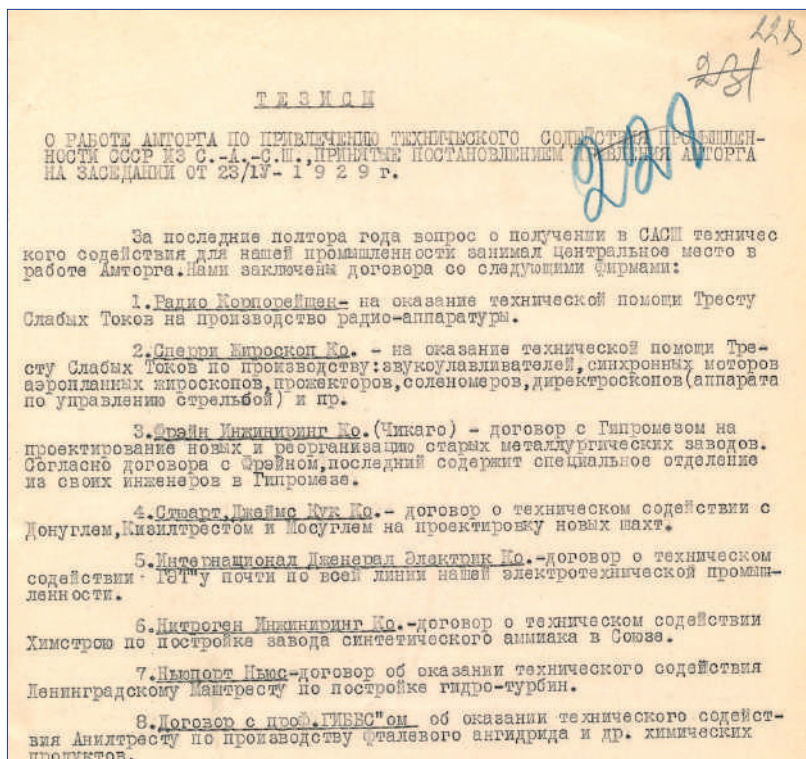 228
231
228
ТЕЗИСЫ
О РАБОТЕ АМТОРГА ПО ПРИВЛЕЧЕНИЮ ТЕХНИЧЕСКОГО СОДЕЙСТВИЯ ПРОМЫШЛЕН-
НОСТИ СССР ИЗ С.-А.-С.Ш., ПРИНЯТЫЕ ПОСТАНОВЛЕНИЕМ ПРАВЛЕНИЯ АМТОРГА
НА ЗАСЕДАНИИ ОТ 23/IУ-1929 г.
За последние полтора года вопрос о получении в САСШ техничес
кого содействия для нашей промышленности занимал центральное место в
работе Амторга.Нами заключены договора со следующими фирмами:
1.Радио Корпорейшен- на оказание технической помощи Тресту
Слабых Токов на производство радио-аппаратуры.
2.Сперри Жироскоп Ко. - на оказание технической помощи Тре-
сту Слабых Токов по производству:звукоулавливателей,синхронных моторов
аэропланных жироскопов,прожекторов,соленомеров,директроскопов(аппарата
по управлению стрельбой) и пр.
3.Фрэйн Инжиниринг Ко.(Чикаго) - договор с Гипромезом на
проектирование новых и реорганизацию старых металлургических заводов.
Согласно договора с Фрейном,последний содержит специальное отделение
из своих инженеров в Гипромезе.
4.Стюарт,Джеймс Кук Ко.- договор о техническом содействии с
Донуглем,Кизилтрестом и Мосуглем на проектировку новых шахт.
5.Интернационал Дженерал Электрик Ко.-договор о техническом
содействии ГЭТ"у почти по всей линии нашей электротехнической промыш-
ленности.
6.Нитроген Инжиниринг Ко.-договор о техническом содействии
Химстрою по постройке завода синтетического аммиака в Союзе.
7.Ньюпорт Ньюс-договор об оказании технического содействия
Ленинградскому Маштресту по постройке гидро-турбин.
8.Договор с проф.ГИББС"ом об оказании технического содейст-
вия Анилтресту по производству фталевого ангидрида и др. химических
продуктов.